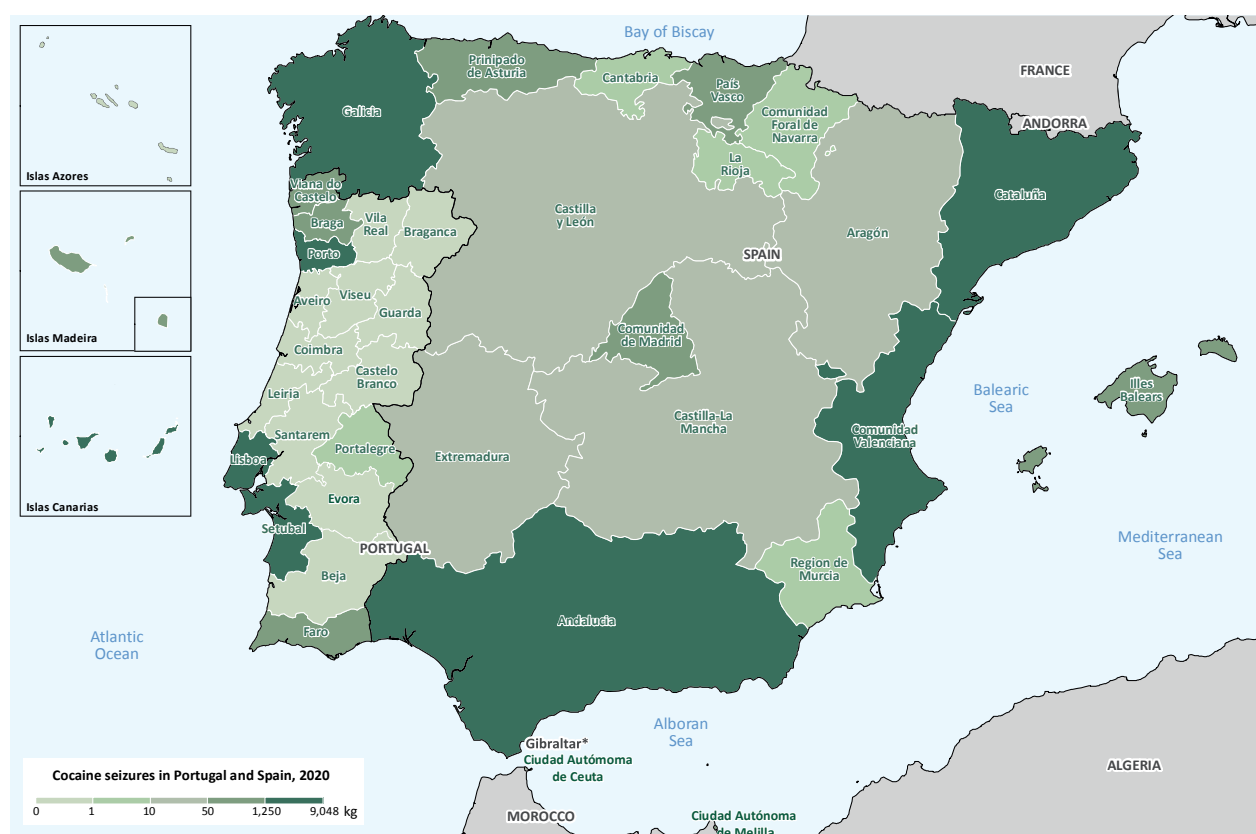 Bay of Biscay
FRANCE
ANDORRA
Prinipado
de Asturia
Cantabria
País
Vasco
Comunidad
Foral de
Navarra
La
Rioja
Galicia
Cataluña
Islas Azores
Viana do
Castelo
Braga
Vila
Real
Braganca
Porto
Castilla
y León
Aragón
SPAIN
Aveiro
Viseu
Guarda
Islas Madeira
Coimbra
Comunidad
de Madrid
Castelo
Branco
Leiria
Balearic
Sea
Illes
Balears
Castilla-La
Mancha
Comunidad
Valenciana
Santarem
Portalegre
Lisboa
Extremadura
Evora
Islas Canarias
Setubal
PORTUGAL
Mediterranean
Sea
Region de
Murcia
Beja
Faro
Andalucia
Atlantic
Ocean
Alboran
Sea
Gibraltar*
Ciudad Autómoma
de Ceuta
ALGERIA
MOROCCO
Ciudad Autónoma
de Melilla
Cocaine seizures in Portugal and Spain, 2020
0 1 10 50 1,250 9,048 kg